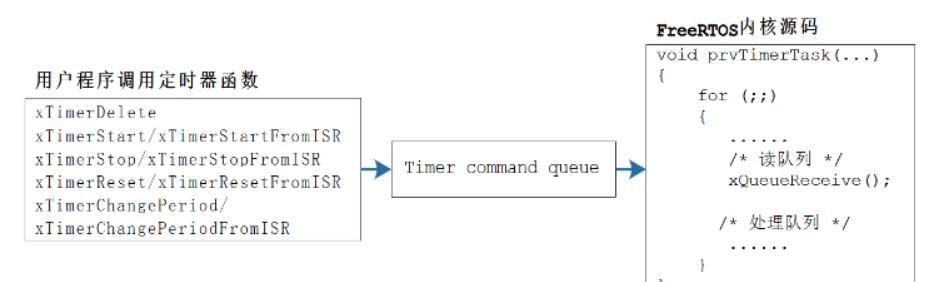 用户程序调用定时器函数
xTimerDelete
xTimerStart/xTimerStartFromISR
xTimerStop/xTimerStopFromISR
xTimerReset/xTimerResetFromISR
xTimerChangePeriod/
xTimerChangePeriodFromISR
Timer command queue
FreeRTOS内核源码
void prvTimerTask(...)
{
for (;;)
{
......
/* 读队列 */
xQueueReceive();
/* 处理队列 */
......
}
}